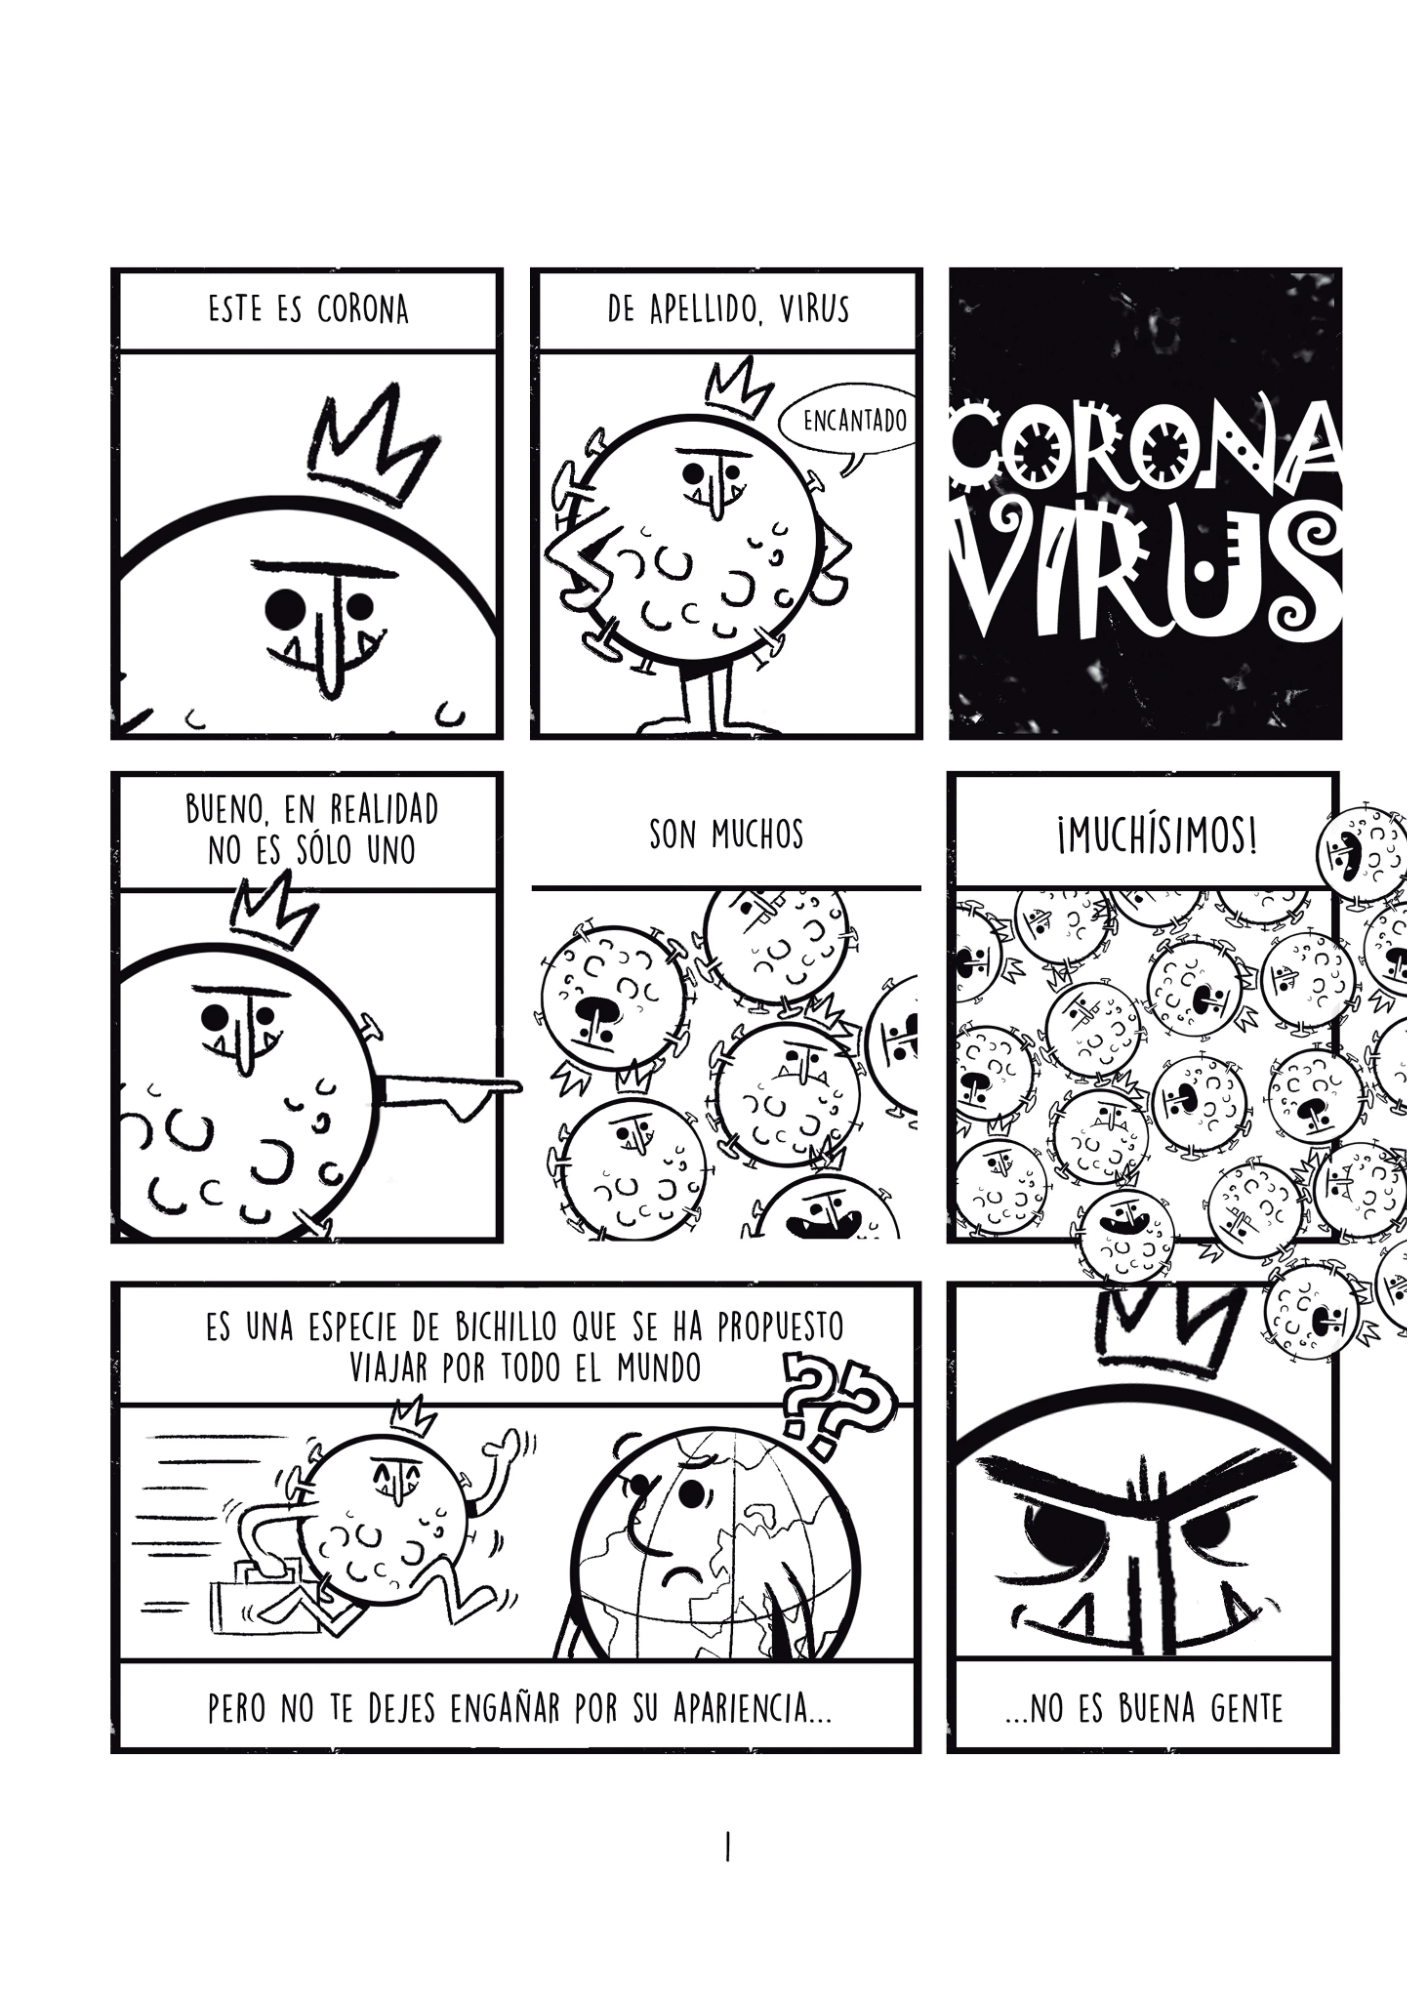 ESTE ES CORONA
DE APELLIDO, VIRUS
ENCANTADO
CORONA
VIRUS
BUENO, EN REALIDAD
NO ES SÓLO UNO
SON MUCHOS
¡MUCHÍSIMOS!
ES UNA ESPECIE DE BICHILLO QUE SE HA PROPUESTO
VIAJAR POR TODO EL MUNDO
??
PERO NO TE DEJES ENGAÑAR POR SU APARIENCIA...
...NO ES BUENA GENTE
1